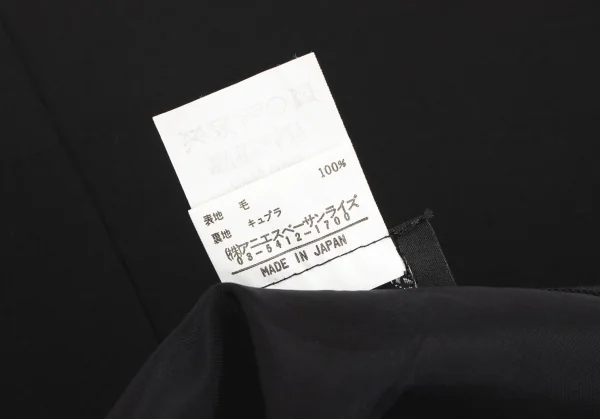 表地 毛 100%
裏地 キュプラ
(株)アニエスベーサンライズ
03-5412-1700
MADE IN JAPAN